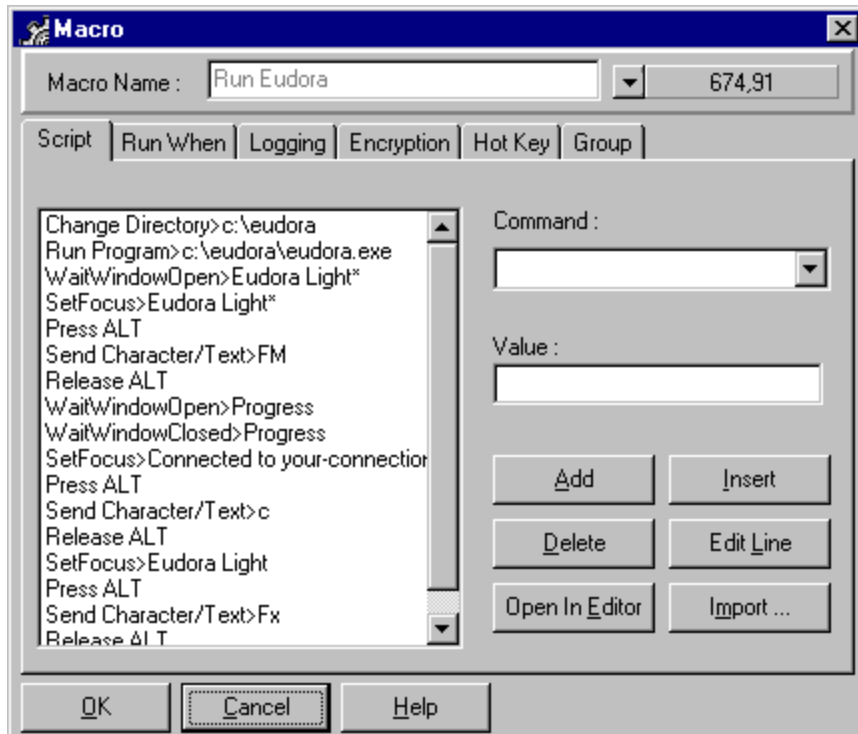 Macro
Macro Name :
Run Eudora
674,91
Script
Run When
Logging
Encryption
Hot Key
Group
Change Directory>c:\eudora
Run Program>c:\eudora\eudora.exe
WaitWindowOpen>Eudora Light*
SetFocus>Eudora Light*
Press ALT
Send Character/Text>FM
Release ALT
WaitWindowOpen>Progress
WaitWindowClosed>Progress
SetFocus>Connected to your-connection
Press ALT
Send Character/Text>c
Release ALT
SetFocus>Eudora Light
Press ALT
Send Character/Text>Fx
Release ALT
Command :
Value :
Add
Insert
Delete
Edit Line
Open In Editor
Import ...
OK
Cancel
Help